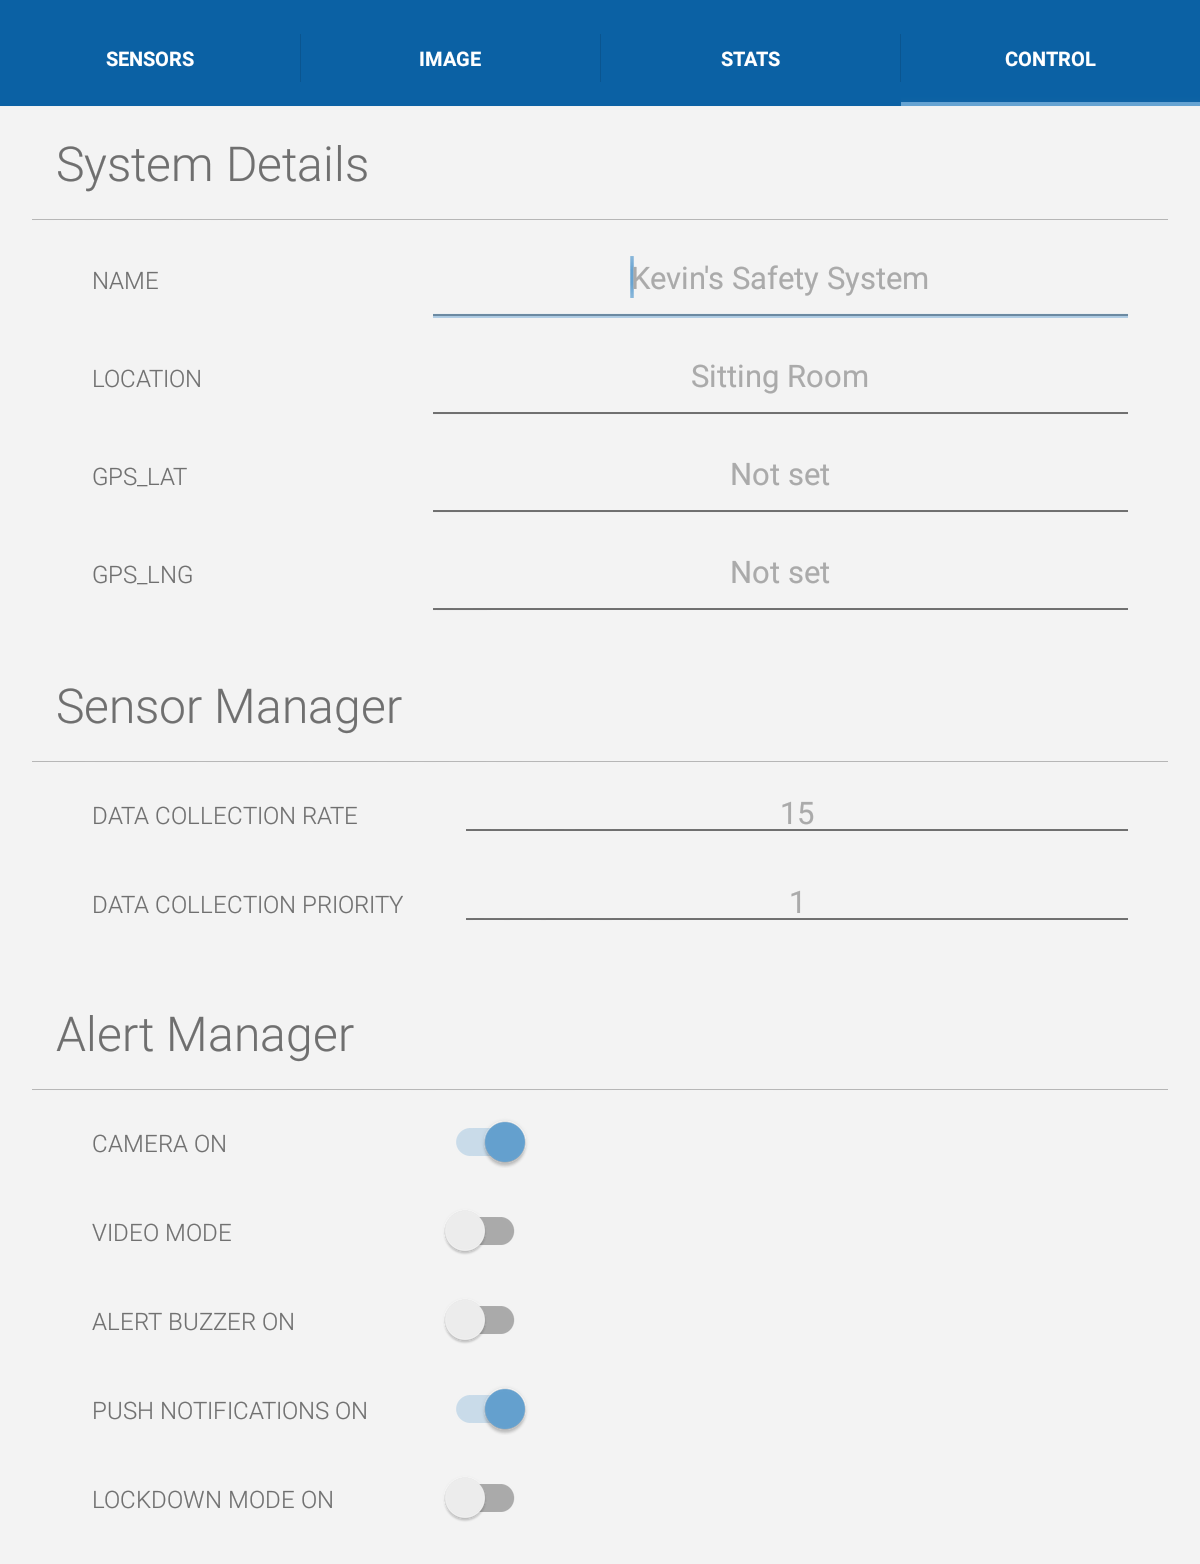 SENSORS IMAGE STATS CONTROL
System Details
NAME Kevin's Safety System
LOCATION Sitting Room
GPS_LAT Not set
GPS_LNG Not set
Sensor Manager
DATA COLLECTION RATE 15
DATA COLLECTION PRIORITY 1
Alert Manager
CAMERA ON
VIDEO MODE
ALERT BUZZER ON
PUSH NOTIFICATIONS ON
LOCKDOWN MODE ON